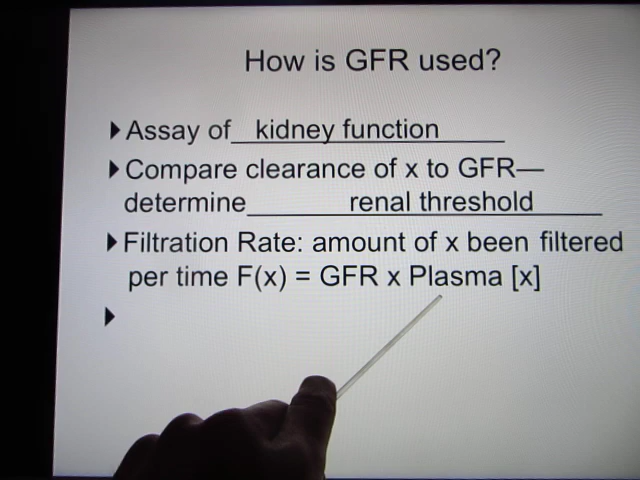 How is GFR used?
Assay of kidney function
Compare clearance of x to GFR—
determine renal threshold
Filtration Rate: amount of x been filtered
per time F(x) = GFR x Plasma [x]